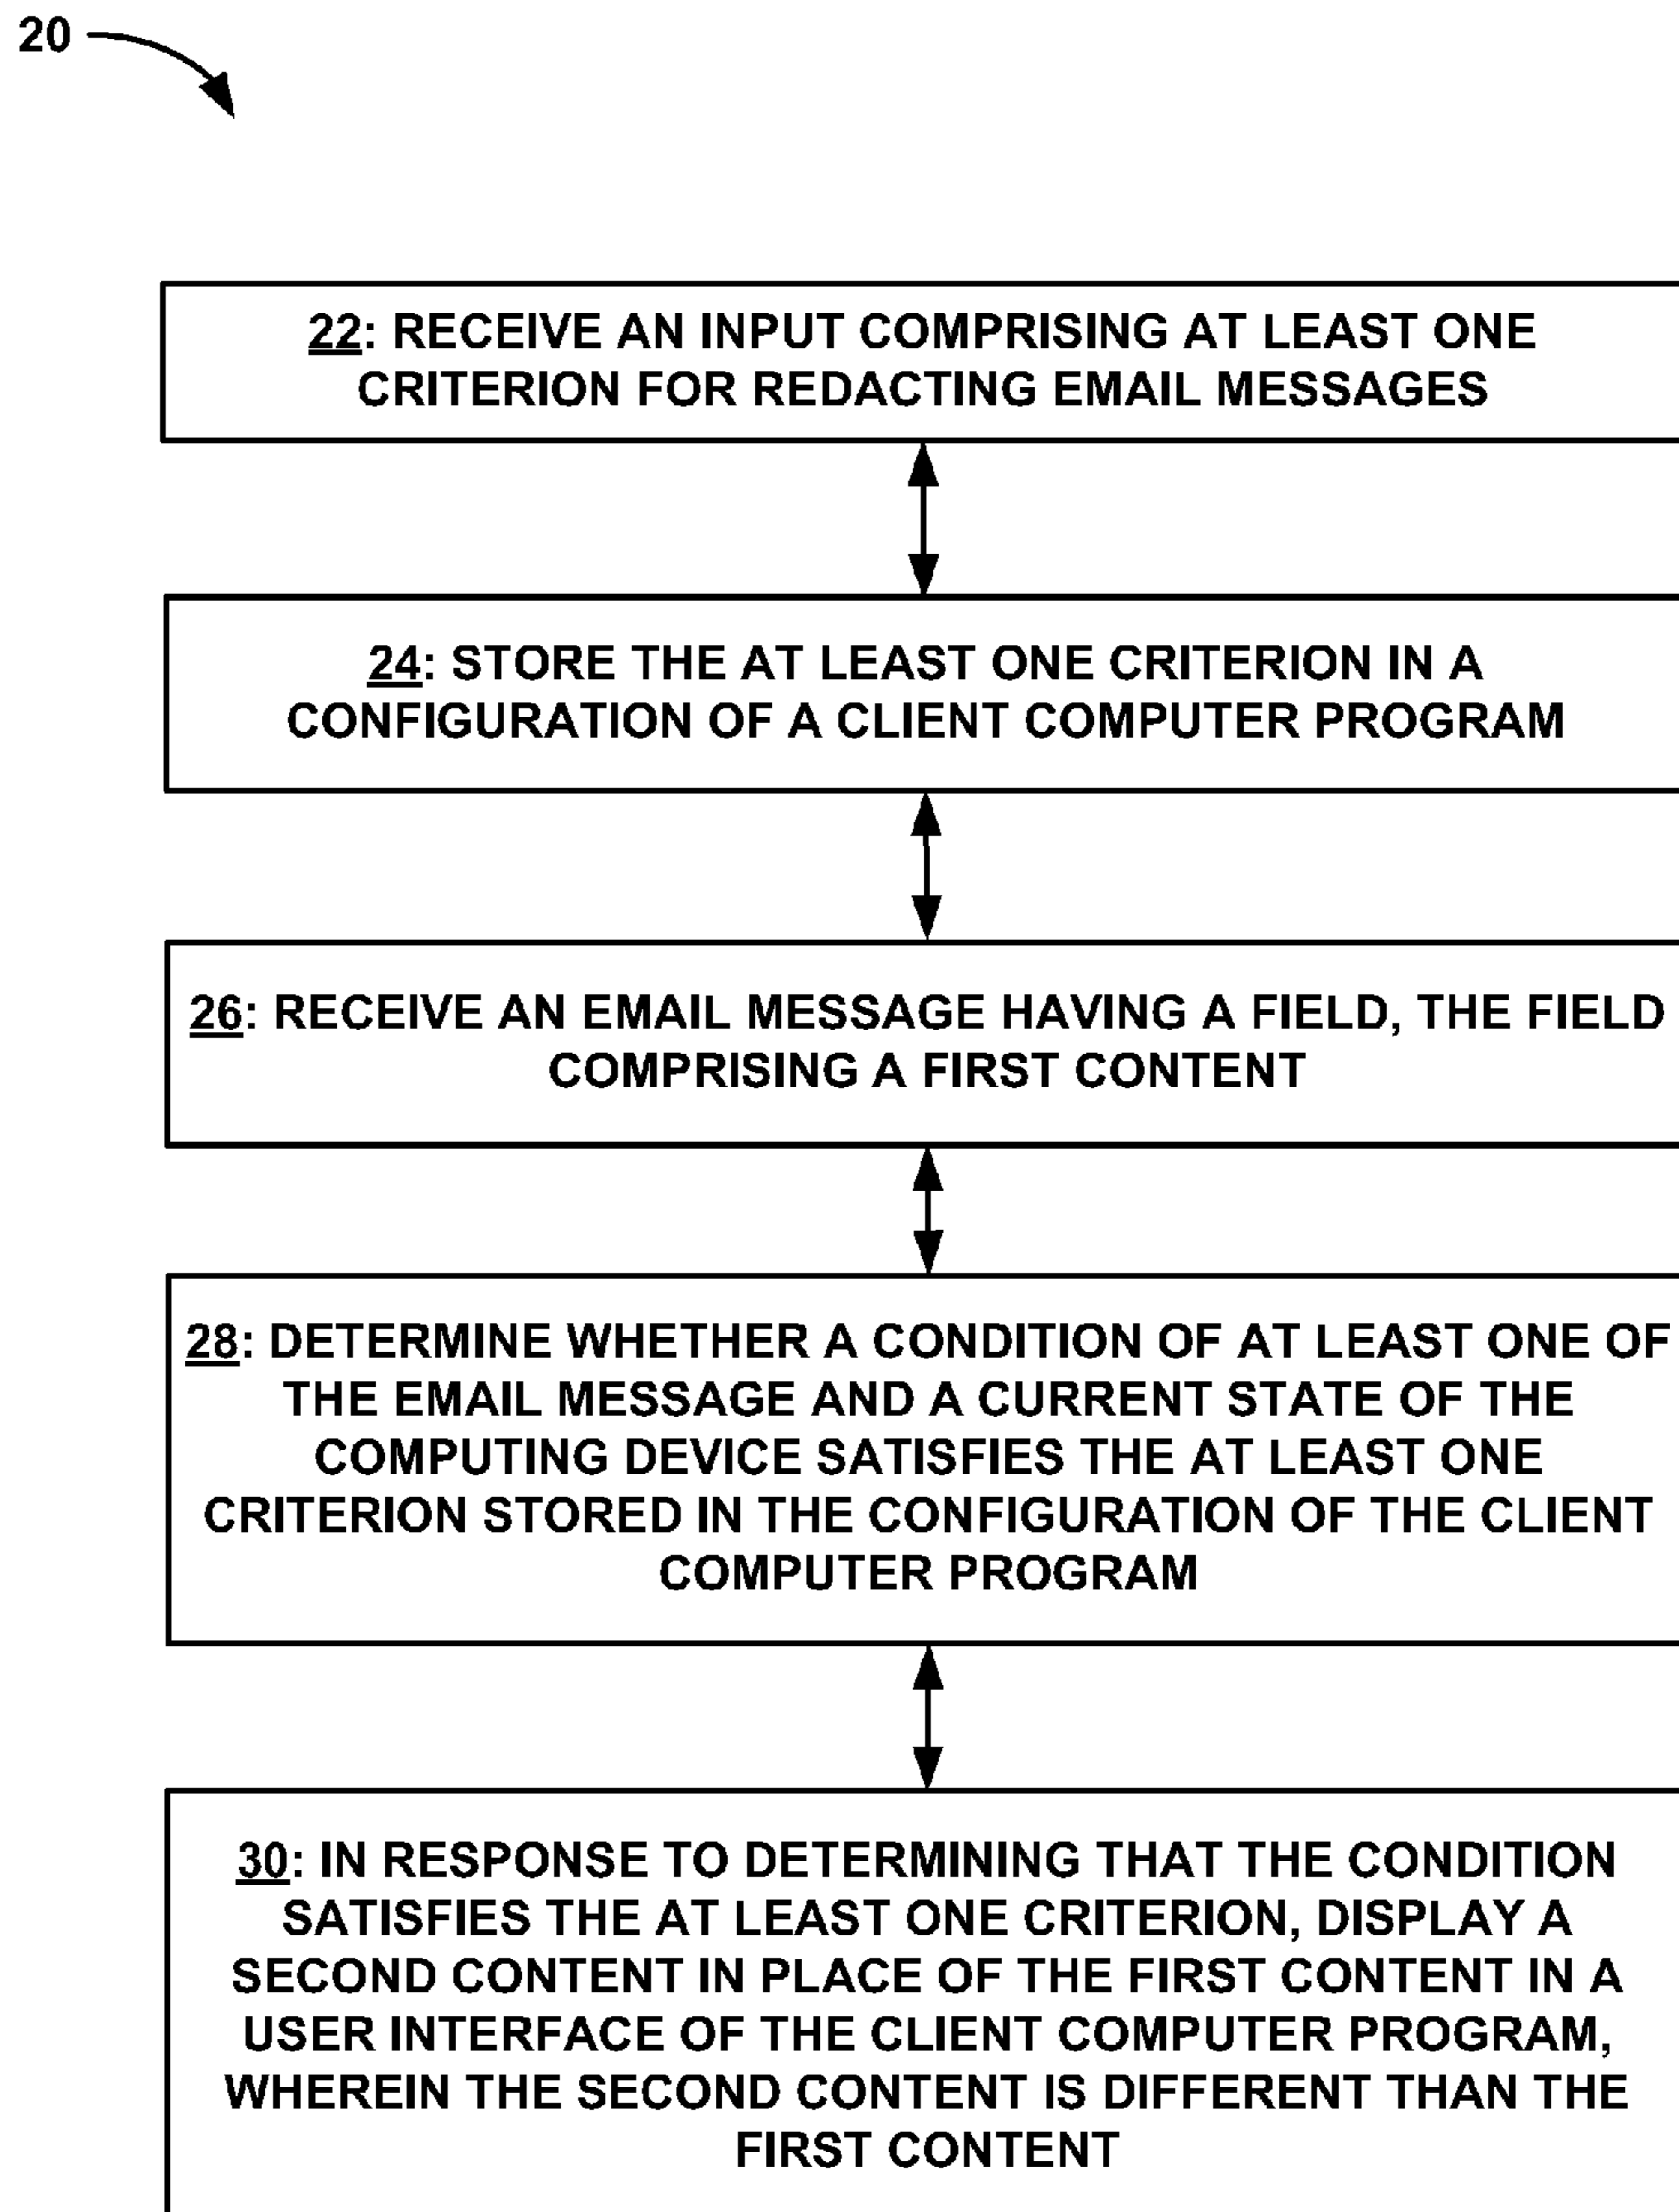 20
22: RECEIVE AN INPUT COMPRISING AT LEAST ONE
CRITERION FOR REDACTING EMAIL MESSAGES
24: STORE THE AT LEAST ONE CRITERION IN A
CONFIGURATION OF A CLIENT COMPUTER PROGRAM
26: RECEIVE AN EMAIL MESSAGE HAVING A FIELD, THE FIELD
COMPRISING A FIRST CONTENT
28: DETERMINE WHETHER A CONDITION OF AT LEAST ONE OF
THE EMAIL MESSAGE AND A CURRENT STATE OF THE
COMPUTING DEVICE SATISFIES THE AT LEAST ONE
CRITERION STORED IN THE CONFIGURATION OF THE CLIENT
COMPUTER PROGRAM
30: IN RESPONSE TO DETERMINING THAT THE CONDITION
SATISFIES THE AT LEAST ONE CRITERION, DISPLAY A
SECOND CONTENT IN PLACE OF THE FIRST CONTENT IN A
USER INTERFACE OF THE CLIENT COMPUTER PROGRAM,
WHEREIN THE SECOND CONTENT IS DIFFERENT THAN THE
FIRST CONTENT